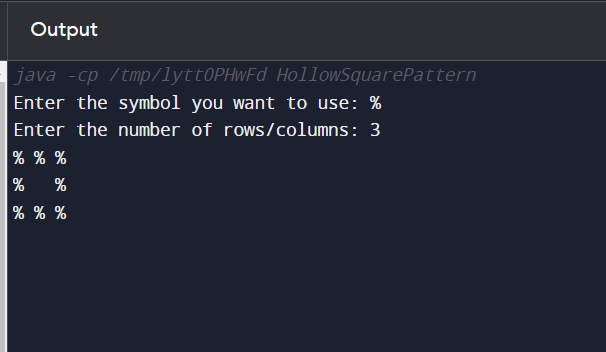 Output
java -cp /tmp/lyttOPHwFd HollowSquarePattern
Enter the symbol you want to use: %
Enter the number of rows/columns: 3
% % %
%   %
% % %